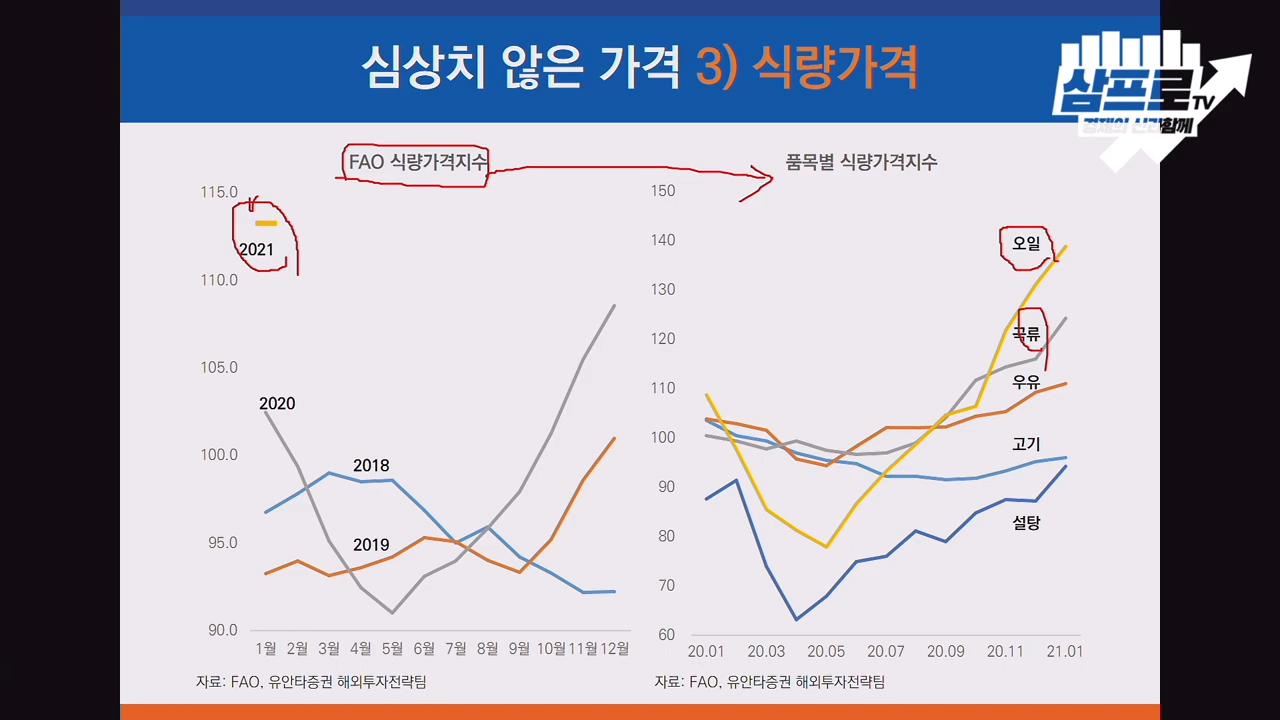 심상치 않은 가격 3) 식량가격
삼프로TV
경제의 신과함께
FAO 식량가격지수
115.0
110.0
105.0
100.0
95.0
90.0
2021
2020
2018
2019
1월 2월 3월 4월 5월 6월 7월 8월 9월 10월 11월 12월
자료: FAO, 유안타증권 해외투자전략팀
품목별 식량가격지수
150
140
130
120
110
100
90
80
70
60
오일
곡류
우유
고기
설탕
20.01 20.03 20.05 20.07 20.09 20.11 21.01
자료: FAO, 유안타증권 해외투자전략팀